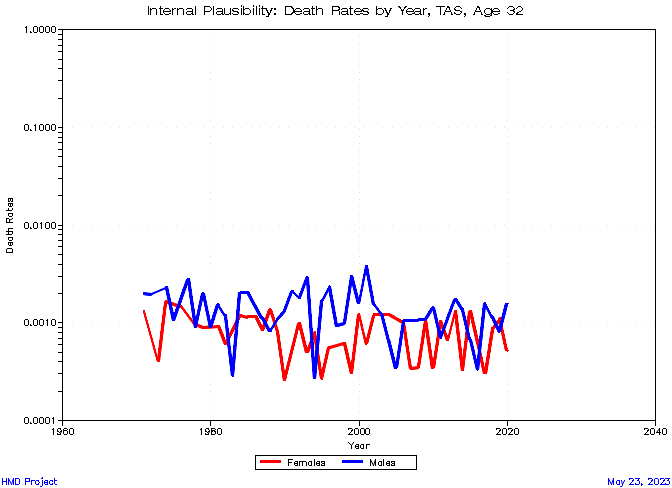 Internal Plausibility: Death Rates by Year, TAS, Age 32
1.0000
0.1000
0.0100
0.0010
0.0001
Death Rates
1960
1980
2000
2020
2040
Year
Females
Males
HMD Project
May 23, 2023